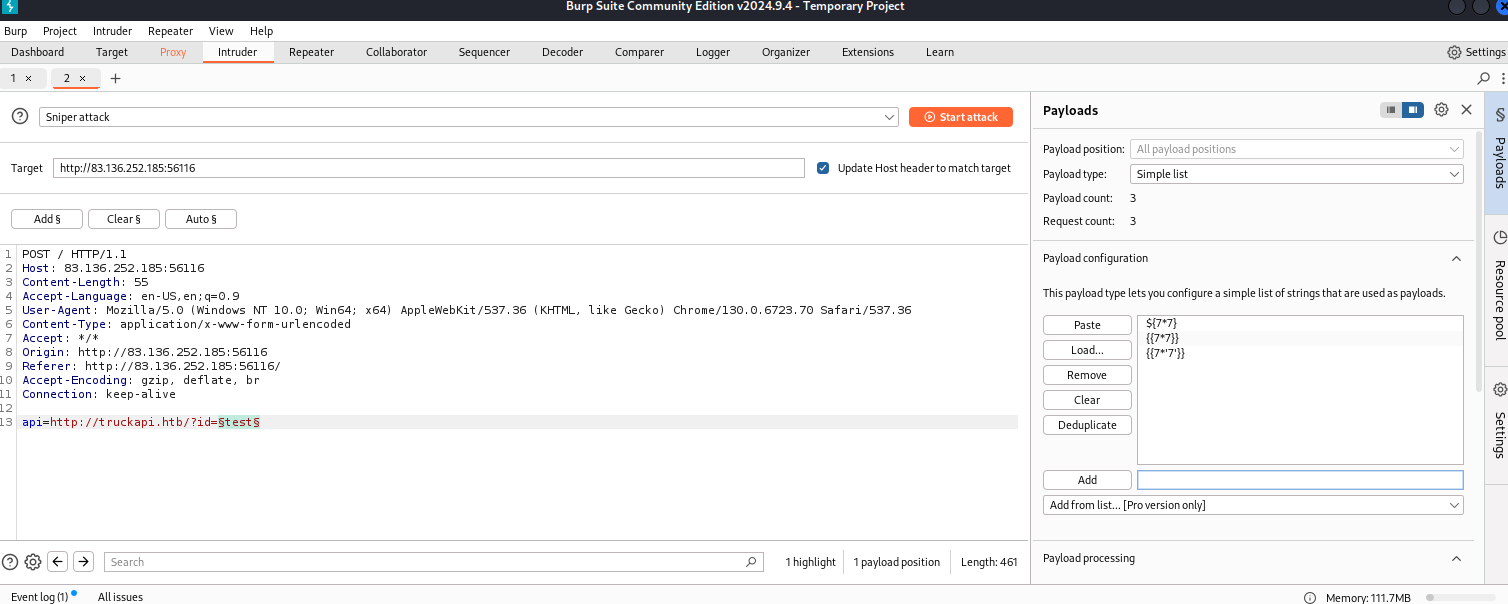 Burp Suite Community Edition v2024.9.4 - Temporary Project
Burp Project Intruder Repeater View Help
Dashboard Target Proxy Intruder Repeater Collaborator Sequencer Decoder Comparer Logger Organizer Extensions Learn Settings
1 × 2 × +
? Sniper attack Start attack
Target http://83.136.252.185:56116 Update Host header to match target
Add § Clear § Auto §
1 POST / HTTP/1.1
2 Host: 83.136.252.185:56116
3 Content-Length: 55
4 Accept-Language: en-US,en;q=0.9
5 User-Agent: Mozilla/5.0 (Windows NT 10.0; Win64; x64) AppleWebKit/537.36 (KHTML, like Gecko) Chrome/130.0.6723.70 Safari/537.36
6 Content-Type: application/x-www-form-urlencoded
7 Accept: */*
8 Origin: http://83.136.252.185:56116
9 Referer: http://83.136.252.185:56116/
10 Accept-Encoding: gzip, deflate, br
11 Connection: keep-alive
12
13 api=http://truckapi.htb/?id=§test§
? Search 1 highlight 1 payload position Length: 461
Payloads
Payload position: All payload positions
Payload type: Simple list
Payload count: 3
Request count: 3
Payload configuration
This payload type lets you configure a simple list of strings that are used as payloads.
Paste
Load...
Remove
Clear
Deduplicate
${7*7}
{{7*7}}
{{7*'7'}}
Add
Add from list... [Pro version only]
Payload processing
§ Payloads
Resource pool
Settings
Event log (1) All issues Memory: 111.7MB